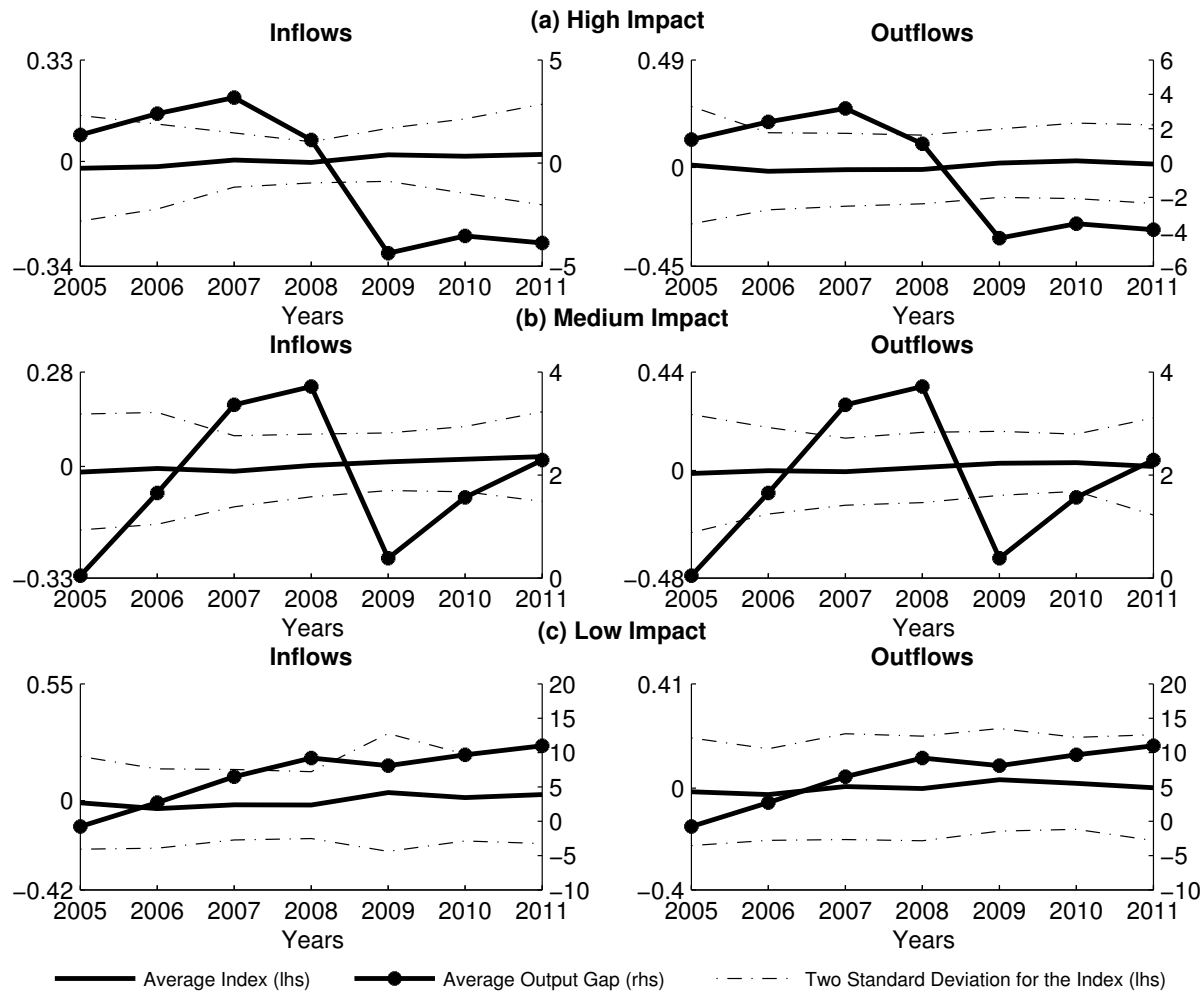 (a) High Impact
Inflows
0.33
0
−0.34
5
0
−5
2005 2006 2007 2008 2009 2010 2011
Years
Outflows
0.49
0
−0.45
6
4
2
0
−2
−4
−6
2005 2006 2007 2008 2009 2010 2011
Years
(b) Medium Impact
Inflows
0.28
0
−0.33
4
2
0
2005 2006 2007 2008 2009 2010 2011
Years
Outflows
0.44
0
−0.48
4
2
0
2005 2006 2007 2008 2009 2010 2011
Years
(c) Low Impact
Inflows
0.55
0
−0.42
20
15
10
5
0
−5
−10
2005 2006 2007 2008 2009 2010 2011
Years
Outflows
0.41
0
−0.4
20
15
10
5
0
−5
−10
2005 2006 2007 2008 2009 2010 2011
Years
Average Index (lhs)
Average Output Gap (rhs)
Two Standard Deviation for the Index (lhs)